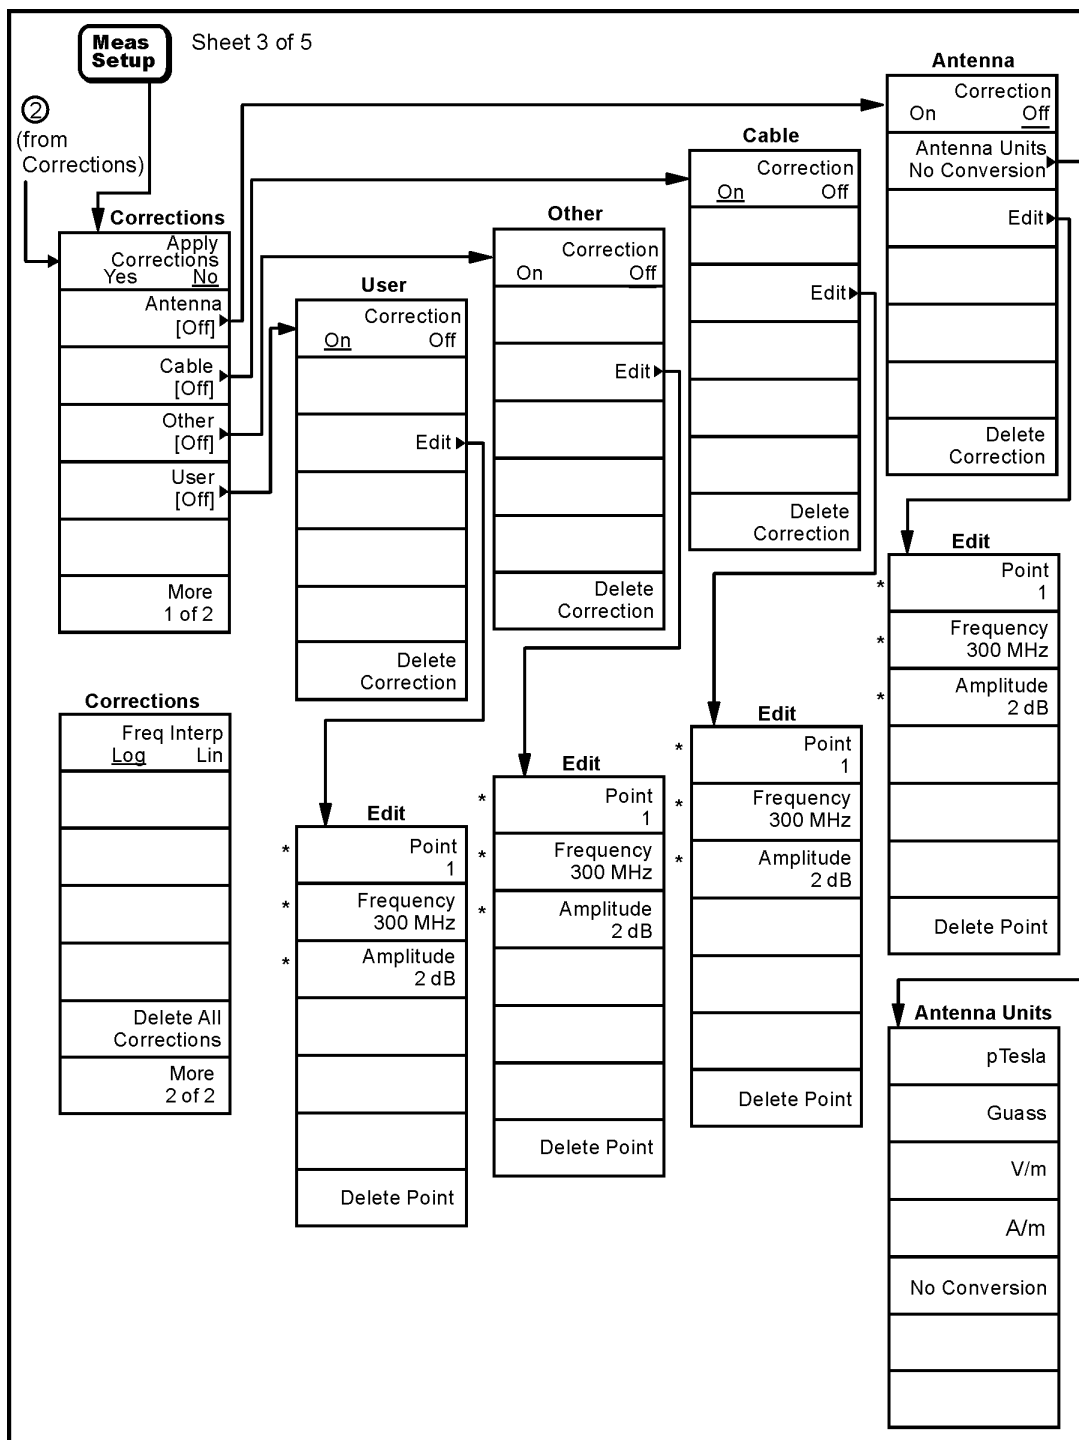 Meas
Setup
Sheet 3 of 5
2
(from
Corrections)
Corrections
Apply
Corrections
Yes No
Antenna
[Off]
Cable
[Off]
Other
[Off]
User
[Off]
More
1 of 2
Corrections
Freq Interp
Log Lin
Delete All
Corrections
More
2 of 2
User
Correction
On Off
Edit
Delete
Correction
Edit
* Point
1
* Frequency
300 MHz
* Amplitude
2 dB
Delete Point
Other
Correction
On Off
Edit
Delete
Correction
Edit
* Point
1
* Frequency
300 MHz
* Amplitude
2 dB
Delete Point
Cable
Correction
On Off
Edit
Delete
Correction
Edit
* Point
1
* Frequency
300 MHz
* Amplitude
2 dB
Delete Point
Antenna
Correction
On Off
Antenna Units
No Conversion
Edit
Delete
Correction
Edit
* Point
1
* Frequency
300 MHz
* Amplitude
2 dB
Delete Point
Antenna Units
pTesla
Guass
V/m
A/m
No Conversion